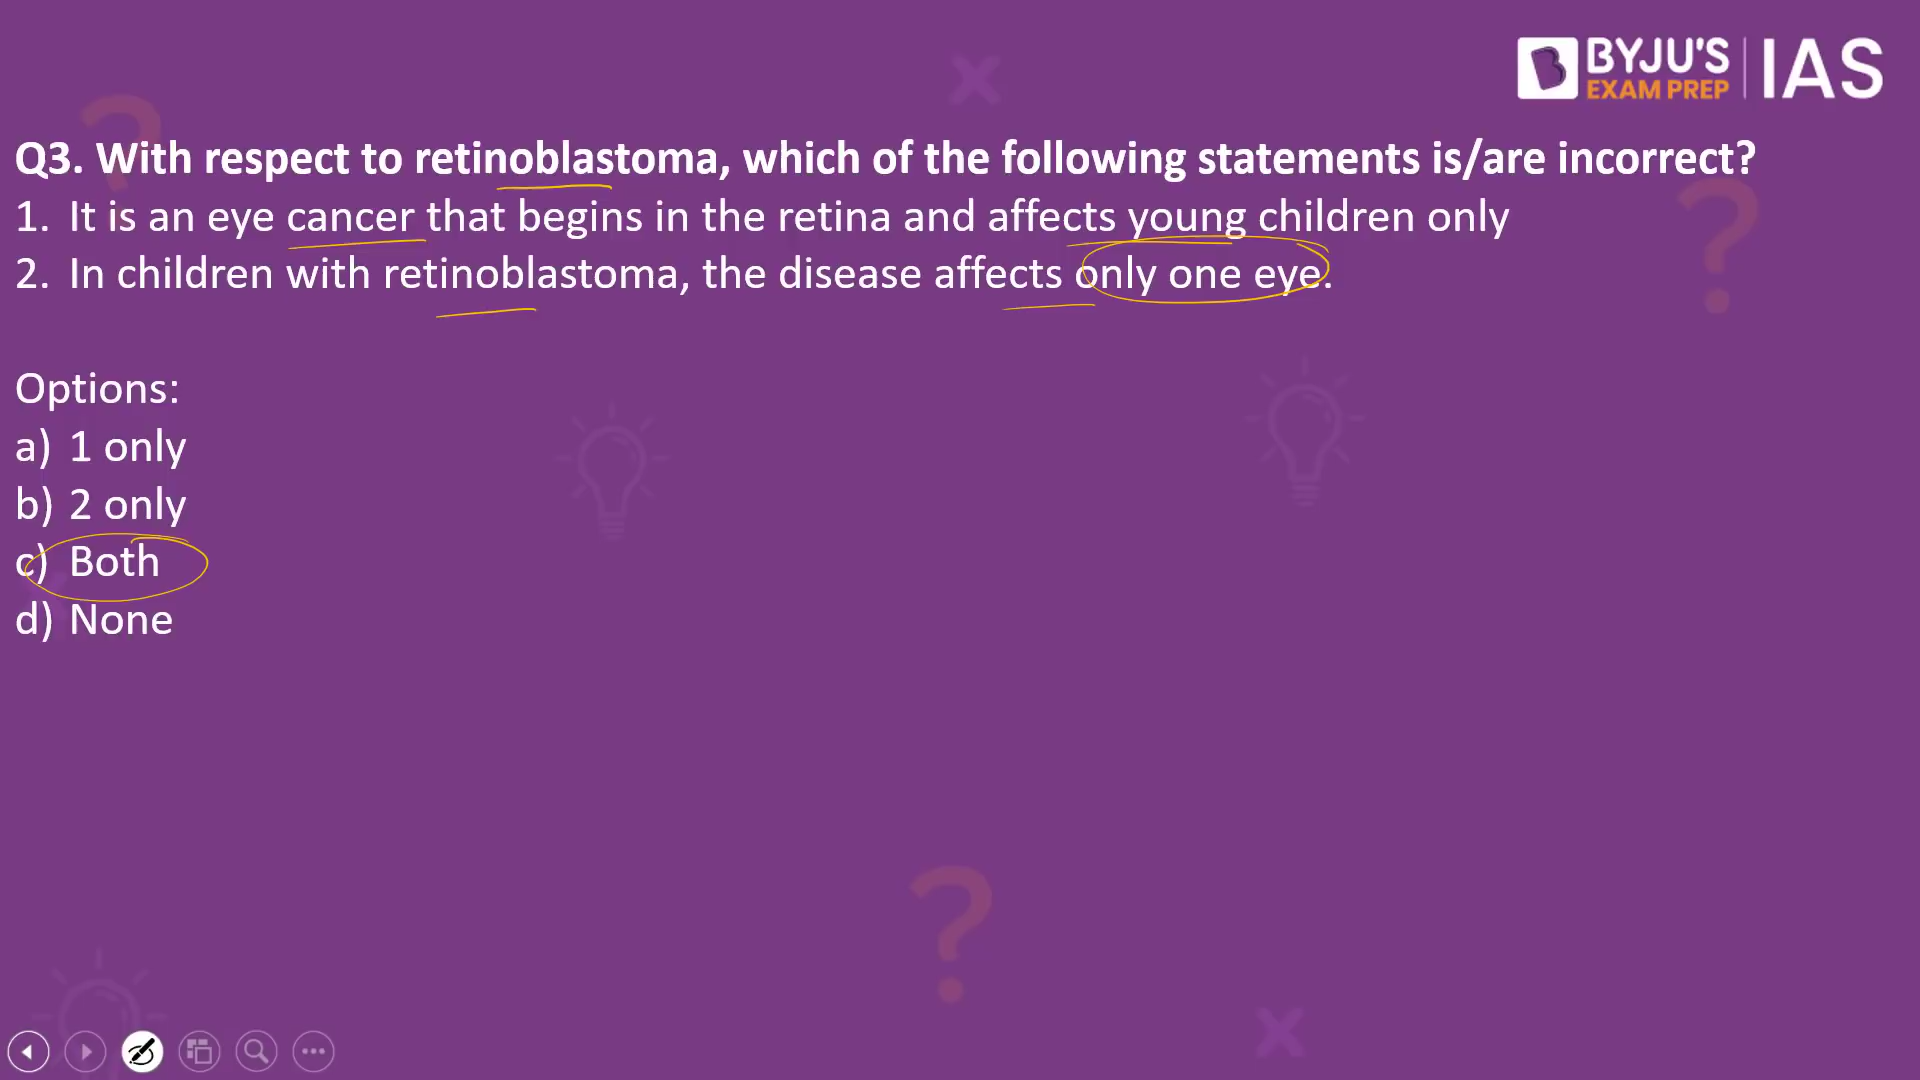 BYJU'S
EXAM PREP
IAS
Q3. With respect to retinoblastoma, which of the following statements is/are incorrect?
1. It is an eye cancer that begins in the retina and affects young children only
2. In children with retinoblastoma, the disease affects only one eye.
Options:
a) 1 only
b) 2 only
c) Both
d) None